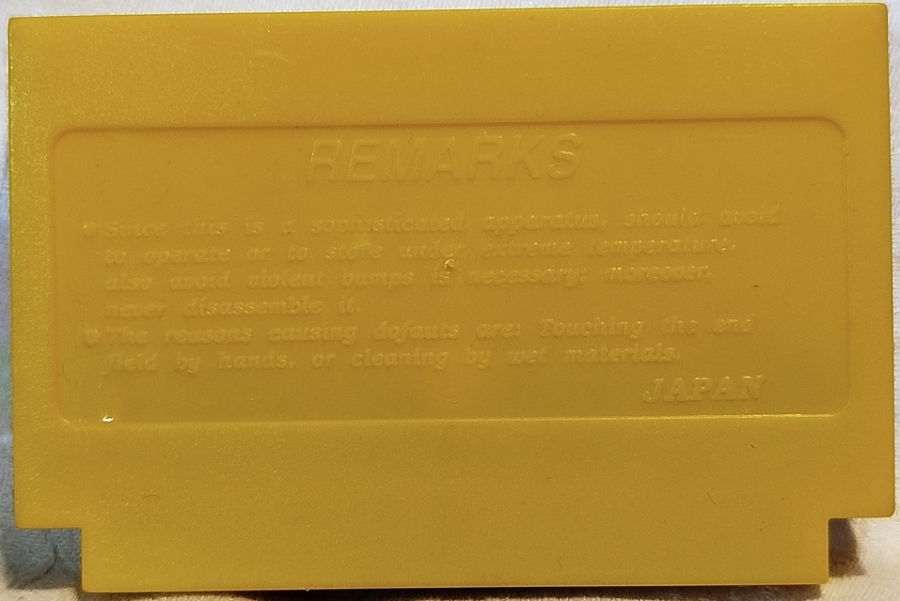 REMARKS
• Since this is a sophisticated apparatus, should avoid
to operate or to store under extreme temperature.
also avoid violent bumps is necessary; moreover.
never disassemble it.
• The reasons causing dofauts are: Touching the end
field by hands, or cleaning by wet materials.
JAPAN